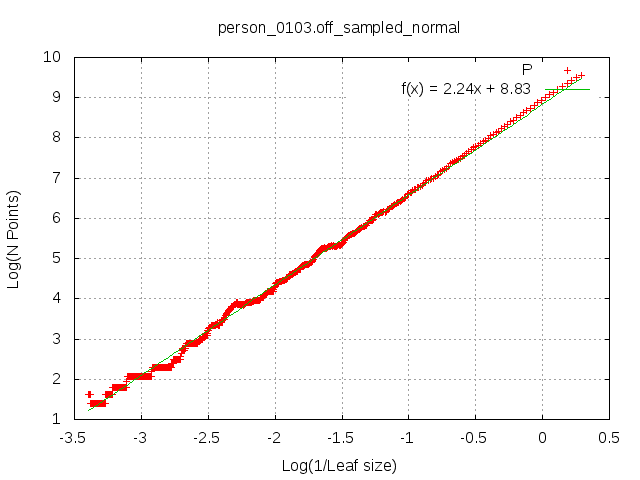 person_0103.off_sampled_normal
10
9
8
7
6
5
4
3
2
1
Log(N Points)
P
f(x) = 2.24x + 8.83
-3.5 -3 -2.5 -2 -1.5 -1 -0.5 0 0.5
Log(1/Leaf size)